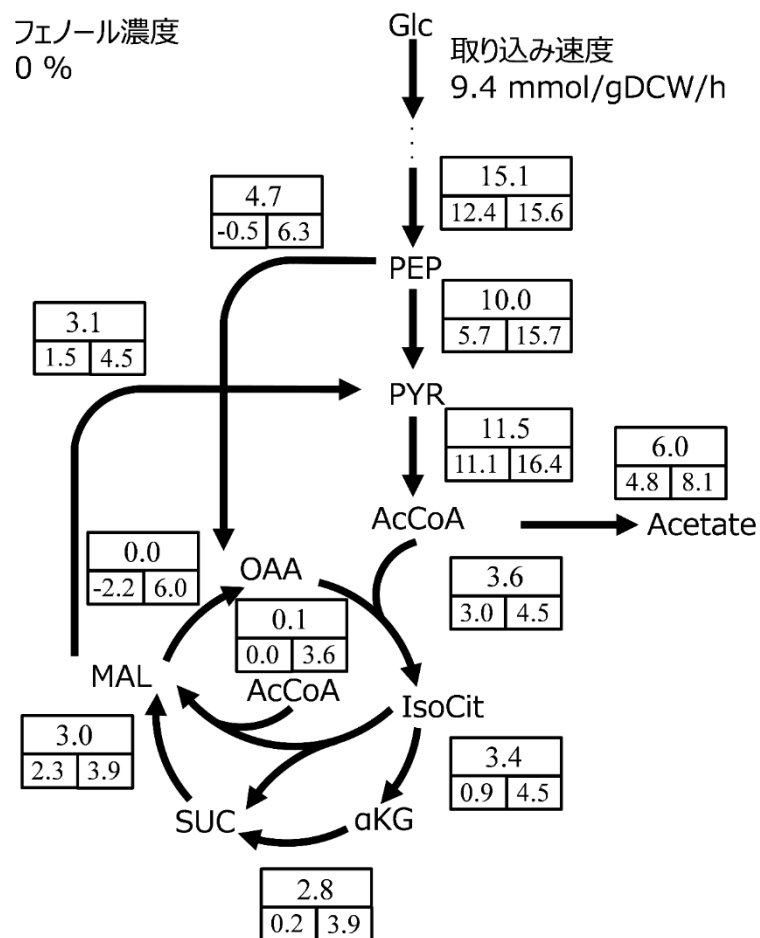 フェノール濃度
0 %
Glc
取り込み速度
9.4 mmol/gDCW/h
15.1
12.4 15.6
4.7
-0.5 6.3
PEP
10.0
5.7 15.7
3.1
1.5 4.5
PYR
11.5
11.1 16.4
6.0
4.8 8.1
AcCoA
Acetate
0.0
-2.2 6.0
OAA
3.6
3.0 4.5
0.1
0.0 3.6
MAL
AcCoA
IsoCit
3.0
2.3 3.9
3.4
0.9 4.5
SUC
αKG
2.8
0.2 3.9